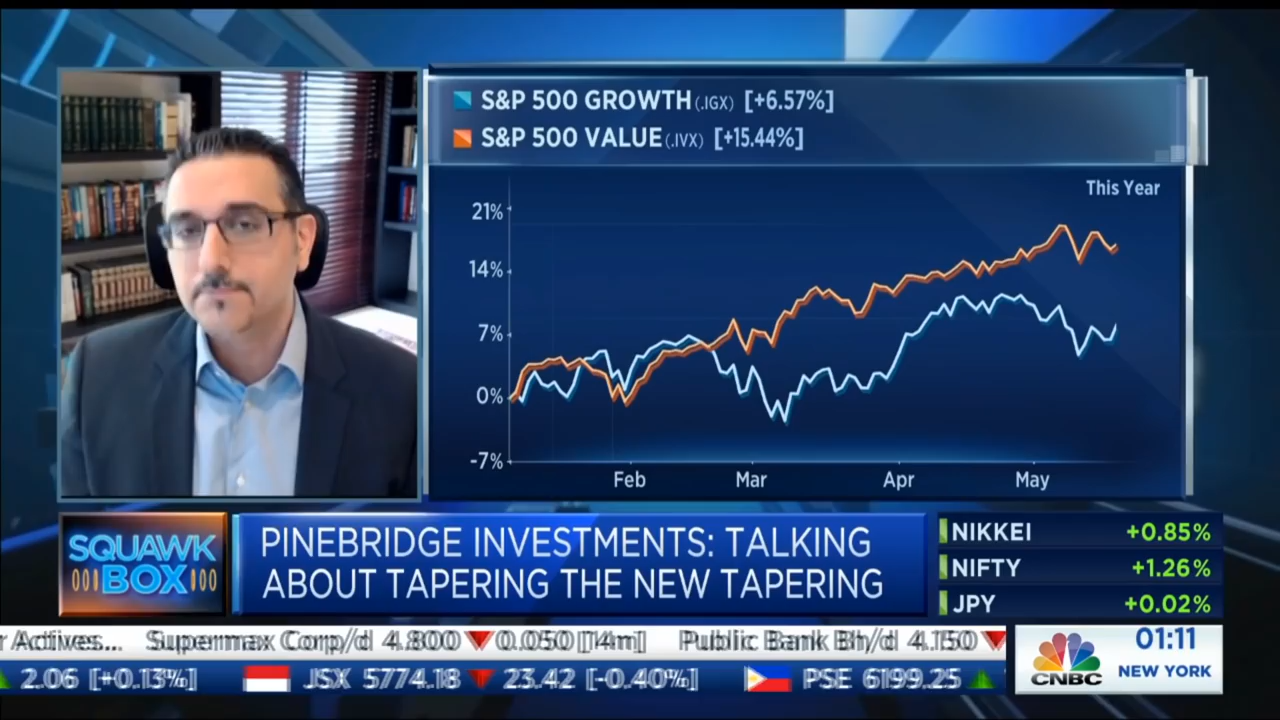 S&P 500 GROWTH (.IGX) [+6.57%]
S&P 500 VALUE (.IVX) [+15.44%]
This Year
21%
14%
7%
0%
-7%
Feb Mar Apr May
SQUAWK
BOX
PINEBRIDGE INVESTMENTS: TALKING
ABOUT TAPERING THE NEW TAPERING
NIKKEI +0.85%
NIFTY +1.26%
JPY +0.02%
r Actives... Supermax Corp/d 4.800 ▼ 0.050 [14m] Public Bank Bh/d 4.150 ▼
2.06 [+0.13%] JSX 5774.18 ▼ 23.42 [-0.40%] PSE 6199.25 ▲
CNBC
01:11
NEW YORK